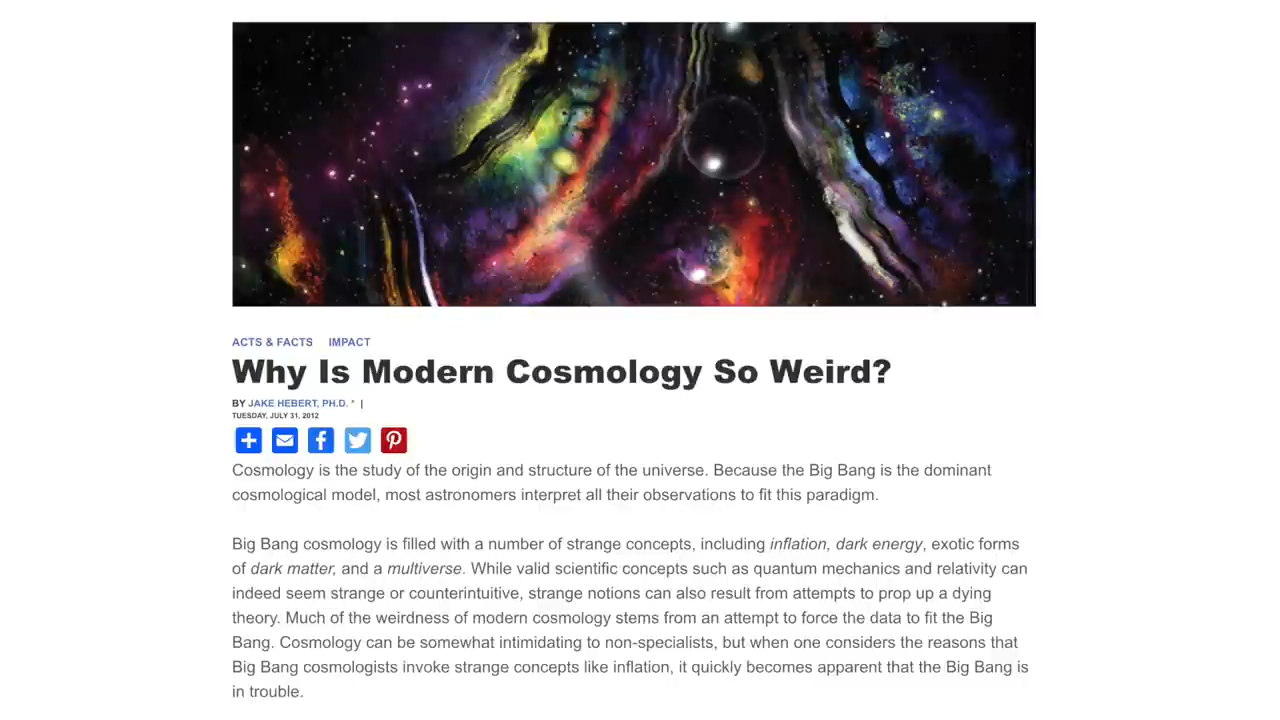 ACTS & FACTS IMPACT
Why Is Modern Cosmology So Weird?
BY JAKE HEBERT, PH.D. * |
TUESDAY, JULY 31, 2012
Cosmology is the study of the origin and structure of the universe. Because the Big Bang is the dominant
cosmological model, most astronomers interpret all their observations to fit this paradigm.
Big Bang cosmology is filled with a number of strange concepts, including inflation, dark energy, exotic forms
of dark matter, and a multiverse. While valid scientific concepts such as quantum mechanics and relativity can
indeed seem strange or counterintuitive, strange notions can also result from attempts to prop up a dying
theory. Much of the weirdness of modern cosmology stems from an attempt to force the data to fit the Big
Bang. Cosmology can be somewhat intimidating to non-specialists, but when one considers the reasons that
Big Bang cosmologists invoke strange concepts like inflation, it quickly becomes apparent that the Big Bang is
in trouble.